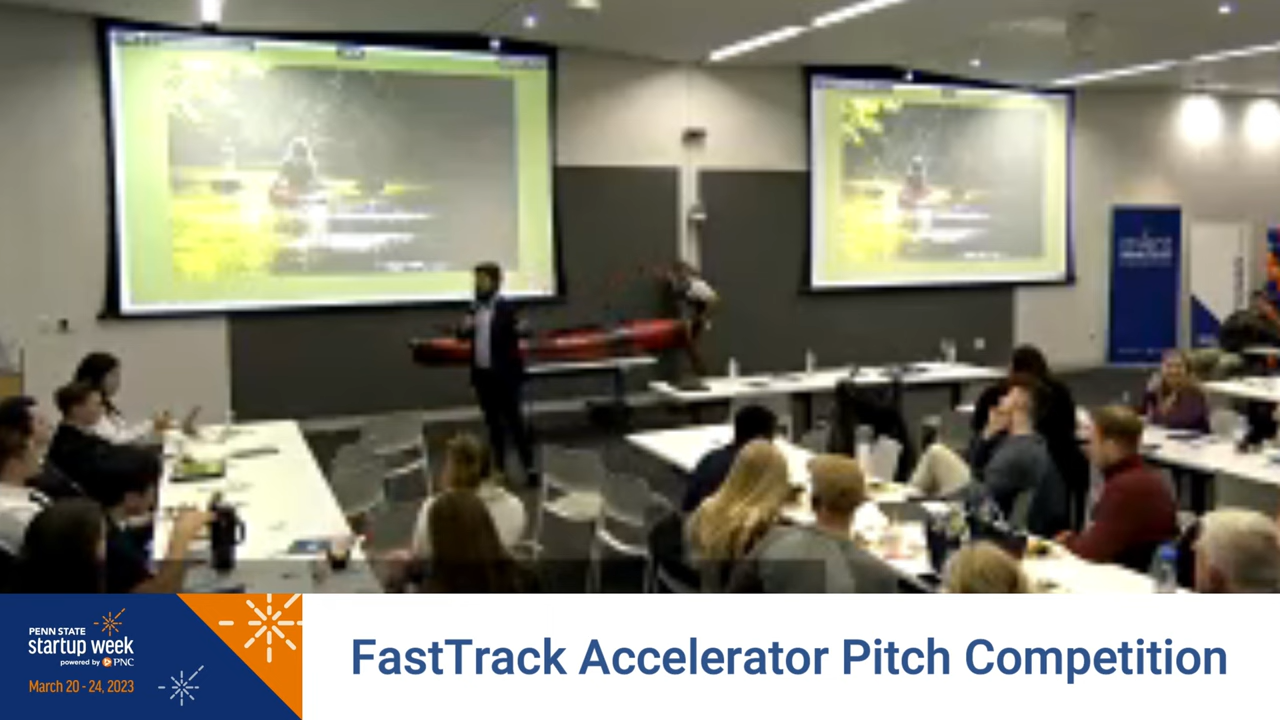 PENN STATE
startup week
powered by PNC
March 20 - 24, 2023
FastTrack Accelerator Pitch Competition